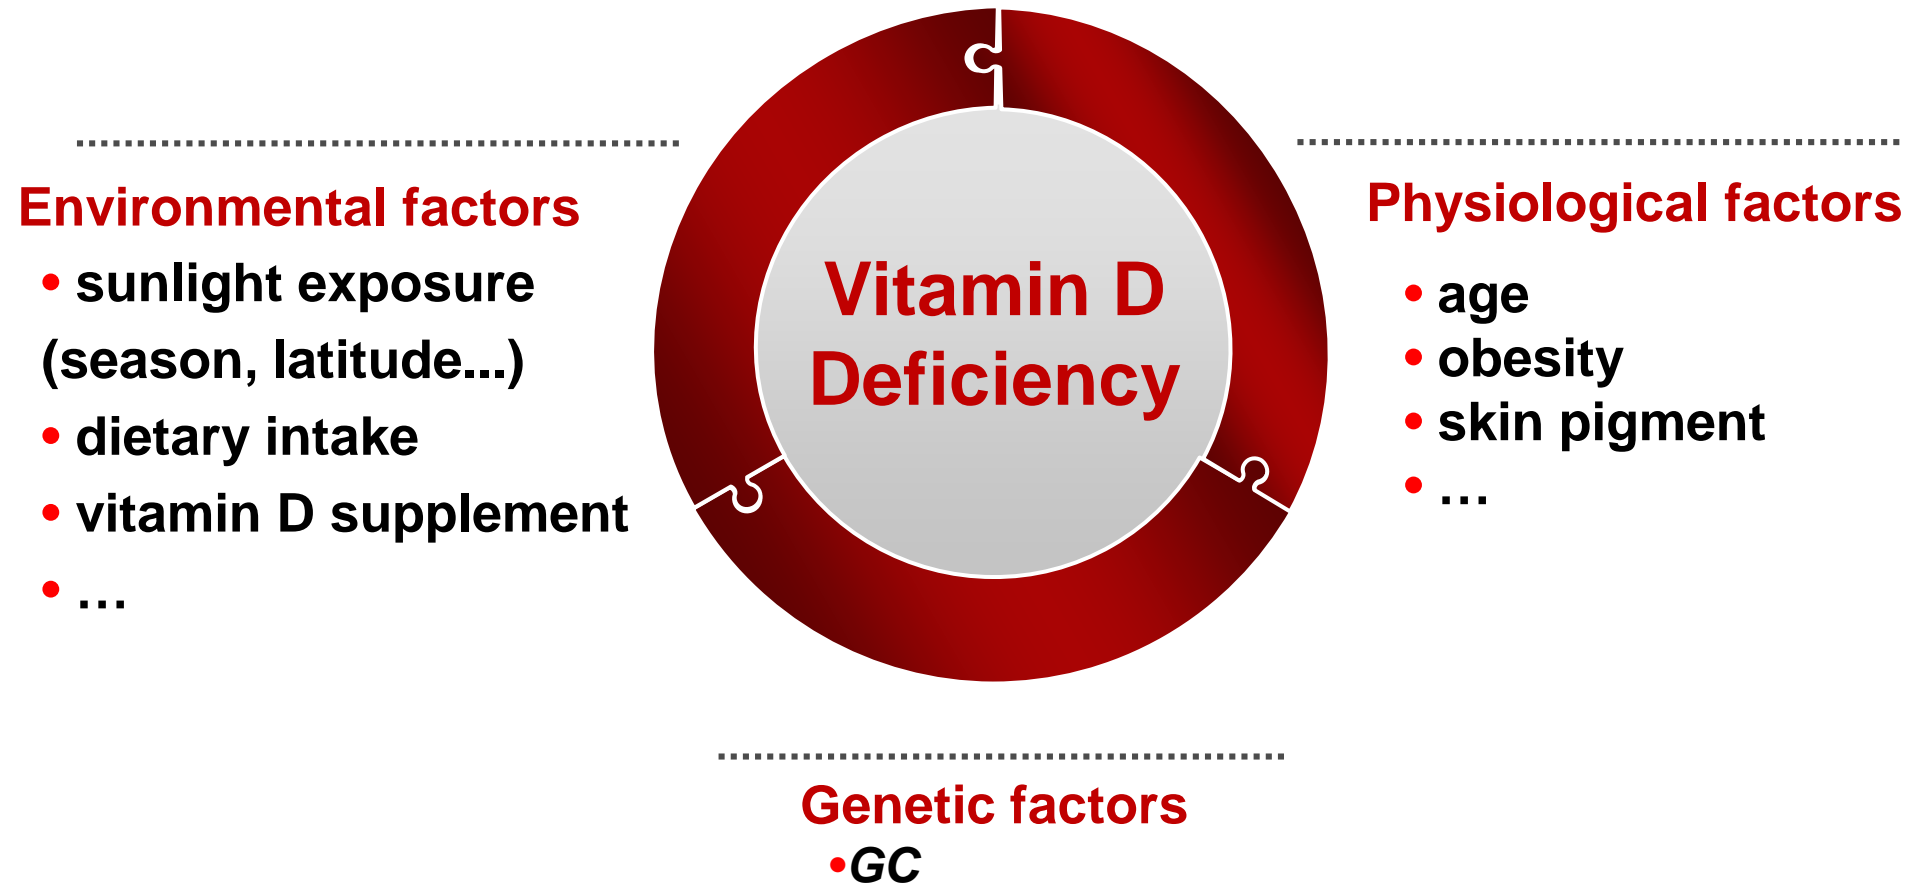 Vitamin D
Deficiency
Environmental factors
• sunlight exposure
(season, latitude...)
• dietary intake
• vitamin D supplement
• …
Physiological factors
• age
• obesity
• skin pigment
• …
Genetic factors
•GC